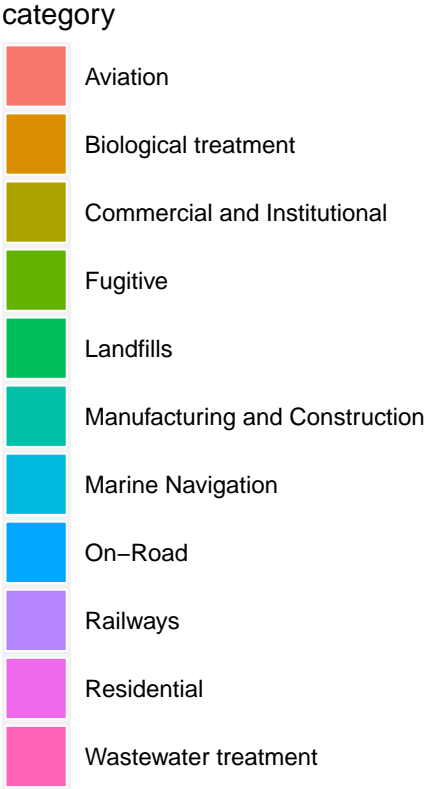 category
Aviation
Biological treatment
Commercial and Institutional
Fugitive
Landfills
Manufacturing and Construction
Marine Navigation
On−Road
Railways
Residential
Wastewater treatment